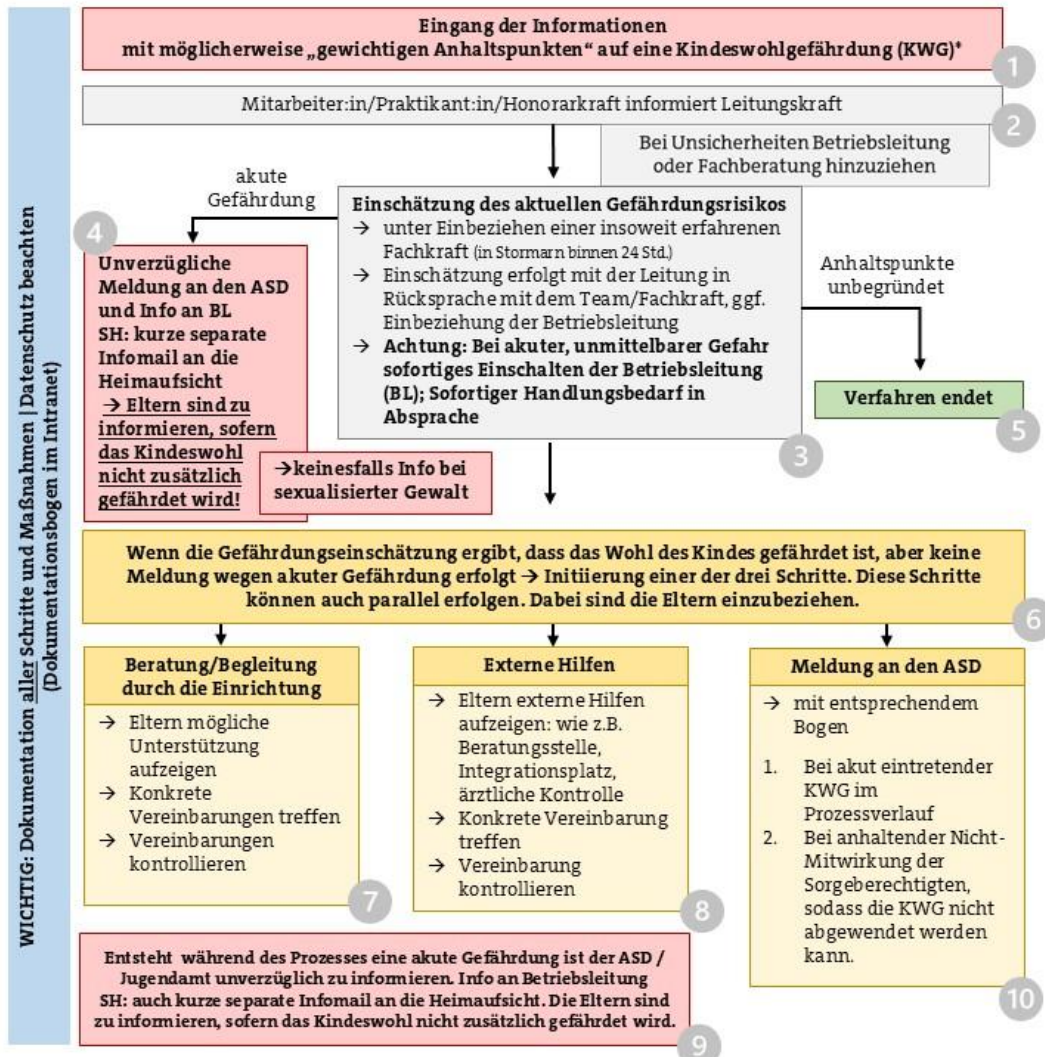 WICHTIG: Dokumentation aller Schritte und Maßnahmen | Datenschutz beachten
(Dokumentationsbogen im Intranet)
Eingang der Informationen
mit möglicherweise „gewichtigen Anhaltspunkten“ auf eine Kindeswohlgefährdung (KWG)*
1
Mitarbeiter:in/Praktikant:in/Honorarkraft informiert Leitungskraft
2
Bei Unsicherheiten Betriebsleitung
oder Fachberatung hinzuziehen
akute
Gefährdung
Einschätzung des aktuellen Gefährdungsrisikos
→ unter Einbeziehen einer insoweit erfahrenen
Fachkraft (in Stormarn binnen 24 Std.)
→ Einschätzung erfolgt mit der Leitung in
Rücksprache mit dem Team/Fachkraft, ggf.
Einbeziehung der Betriebsleitung
→ Achtung: Bei akuter, unmittelbarer Gefahr
sofortiges Einschalten der Betriebsleitung
(BL); Sofortiger Handlungsbedarf in
Absprache
3
4
Unverzügliche
Meldung an den ASD
und Info an BL
SH: kurze separate
Infomail an die
Heimaufsicht
→ Eltern sind zu
informieren, sofern
das Kindeswohl
nicht zusätzlich
gefährdet wird!
→keinesfalls Info bei
sexualisierter Gewalt
Anhaltspunkte
unbegründet
Verfahren endet
5
Wenn die Gefährdungseinschätzung ergibt, dass das Wohl des Kindes gefährdet ist, aber keine
Meldung wegen akuter Gefährdung erfolgt → Initiierung einer der drei Schritte. Diese Schritte
können auch parallel erfolgen. Dabei sind die Eltern einzubeziehen.
6
Beratung/Begleitung
durch die Einrichtung
→ Eltern mögliche
Unterstützung
aufzeigen
→ Konkrete
Vereinbarungen treffen
→ Vereinbarungen
kontrollieren
7
Externe Hilfen
→ Eltern externe Hilfen
aufzeigen: wie z.B.
Beratungsstelle,
Integrationsplatz,
ärztliche Kontrolle
→ Konkrete Vereinbarung
treffen
→ Vereinbarung
kontrollieren
8
Meldung an den ASD
→ mit entsprechendem
Bogen
1. Bei akut eintretender
KWG im
Prozessverlauf
2. Bei anhaltender Nicht-
Mitwirkung der
Sorgeberechtigten,
sodass die KWG nicht
abgewendet werden
kann.
10
Entsteht während des Prozesses eine akute Gefährdung ist der ASD /
Jugendamt unverzüglich zu informieren. Info an Betriebsleitung
SH: auch kurze separate Infomail an die Heimaufsicht. Die Eltern sind
zu informieren, sofern das Kindeswohl nicht zusätzlich gefährdet wird.
9